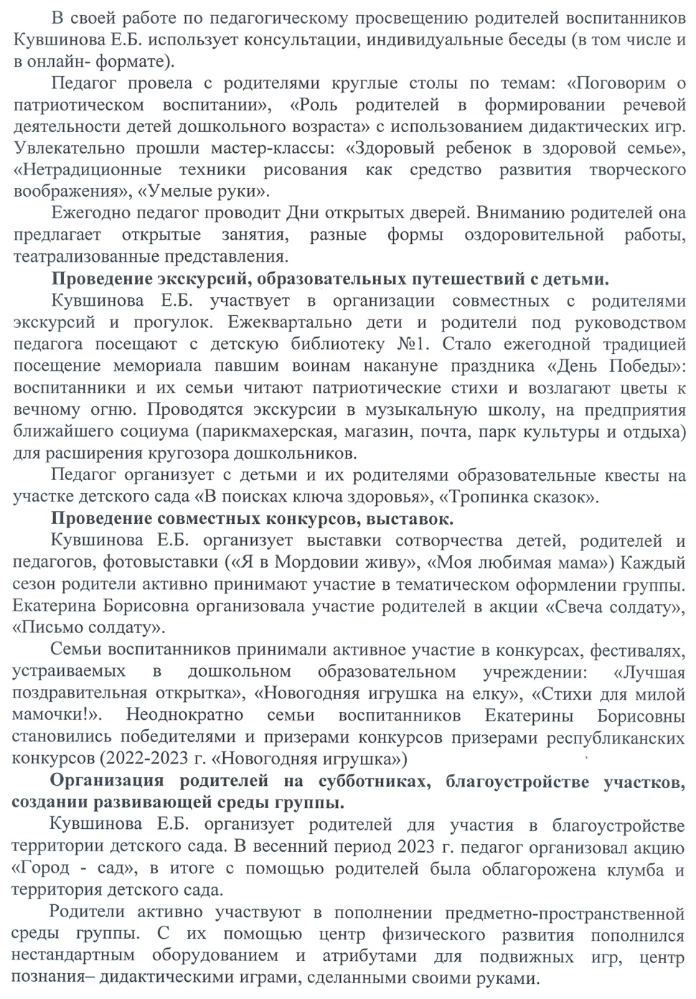 В своей работе по педагогическому просвещению родителей воспитанников
Кувшинова Е.Б. использует консультации, индивидуальные беседы (в том числе и
в онлайн- формате).
Педагог провела с родителями круглые столы по темам: «Поговорим о
патриотическом воспитании», «Роль родителей в формировании речевой
деятельности детей дошкольного возраста» с использованием дидактических игр.
Увлекательно прошли мастер-классы: «Здоровый ребенок в здоровой семье»,
«Нетрадиционные техники рисования как средство развития творческого
воображения», «Умелые руки».
Ежегодно педагог проводит Дни открытых дверей. Вниманию родителей она
предлагает открытые занятия, разные формы оздоровительной работы,
театрализованные представления.
Проведение экскурсий, образовательных путешествий с детьми.
Кувшинова Е.Б. участвует в организации совместных с родителями
экскурсий и прогулок. Ежеквартально дети и родители под руководством
педагога посещают с детскую библиотеку №1. Стало ежегодной традицией
посещение мемориала павшим воинам накануне праздника «День Победы»:
воспитанники и их семьи читают патриотические стихи и возлагают цветы к
вечному огню. Проводятся экскурсии в музыкальную школу, на предприятия
ближайшего социума (парикмахерская, магазин, почта, парк культуры и отдыха)
для расширения кругозора дошкольников.
Педагог организует с детьми и их родителями образовательные квесты на
участке детского сада «В поисках ключа здоровья», «Тропинка сказок».
Проведение совместных конкурсов, выставок.
Кувшинова Е.Б. организует выставки сотворчества детей, родителей и
педагогов, фотовыставки («Я в Мордовии живу», «Моя любимая мама») Каждый
сезон родители активно принимают участие в тематическом оформлении группы.
Екатерина Борисовна организовала участие родителей в акции «Свеча солдату»,
«Письмо солдату».
Семьи воспитанников принимали активное участие в конкурсах, фестивалях,
устраиваемых в дошкольном образовательном учреждении: «Лучшая
поздравительная открытка», «Новогодняя игрушка на елку», «Стихи для милой
мамочки!». Неоднократно семьи воспитанников Екатерины Борисовны
становились победителями и призерами конкурсов призерами республиканских
конкурсов (2022-2023 г. «Новогодняя игрушка»)
Организация родителей на субботниках, благоустройстве участков,
создании развивающей среды группы.
Кувшинова Е.Б. организует родителей для участия в благоустройстве
территории детского сада. В весенний период 2023 г. педагог организовал акцию
«Город - сад», в итоге с помощью родителей была облагорожена клумба и
территория детского сада.
Родители активно участвуют в пополнении предметно-пространственной
среды группы. С их помощью центр физического развития пополнился
нестандартным оборудованием и атрибутами для подвижных игр, центр
познания– дидактическими играми, сделанными своими руками.